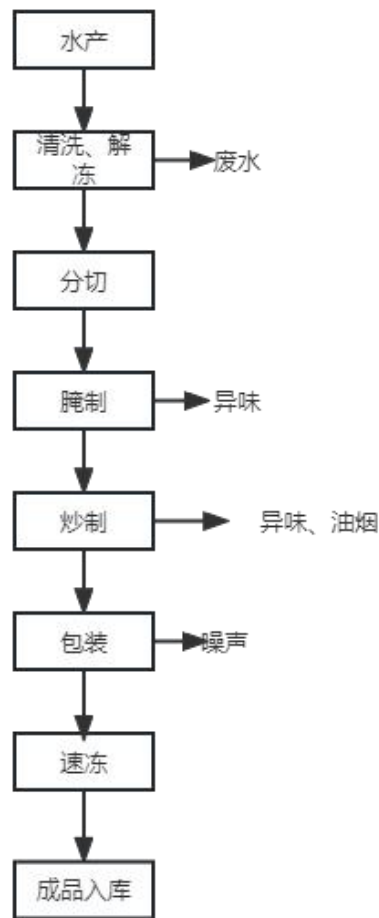 水产
清洗、解
冻
废水
分切
腌制
异味
炒制
异味、油烟
包装
噪声
速冻
成品入库